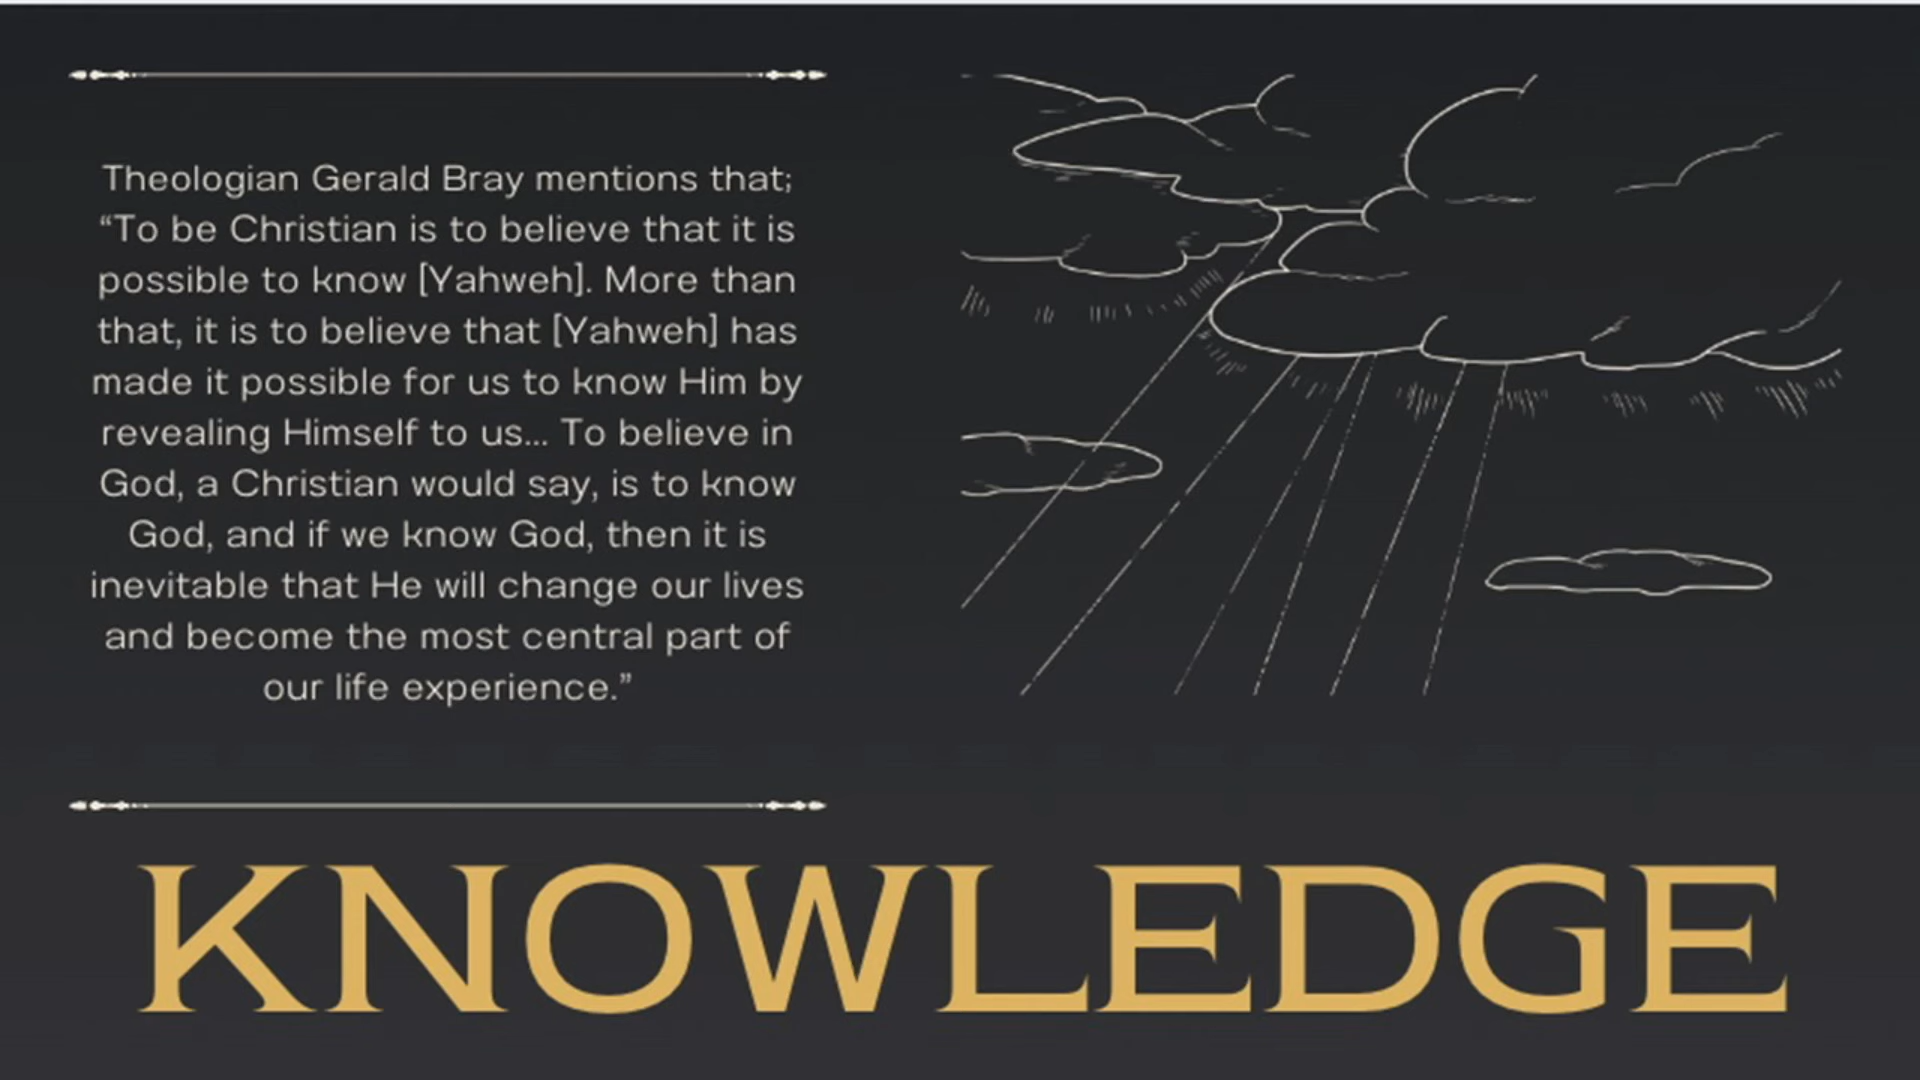 Theologian Gerald Bray mentions that;
“To be Christian is to believe that it is
possible to know [Yahweh]. More than
that, it is to believe that [Yahweh] has
made it possible for us to know Him by
revealing Himself to us... To believe in
God, a Christian would say, is to know
God, and if we know God, then it is
inevitable that He will change our lives
and become the most central part of
our life experience.”
KNOWLEDGE